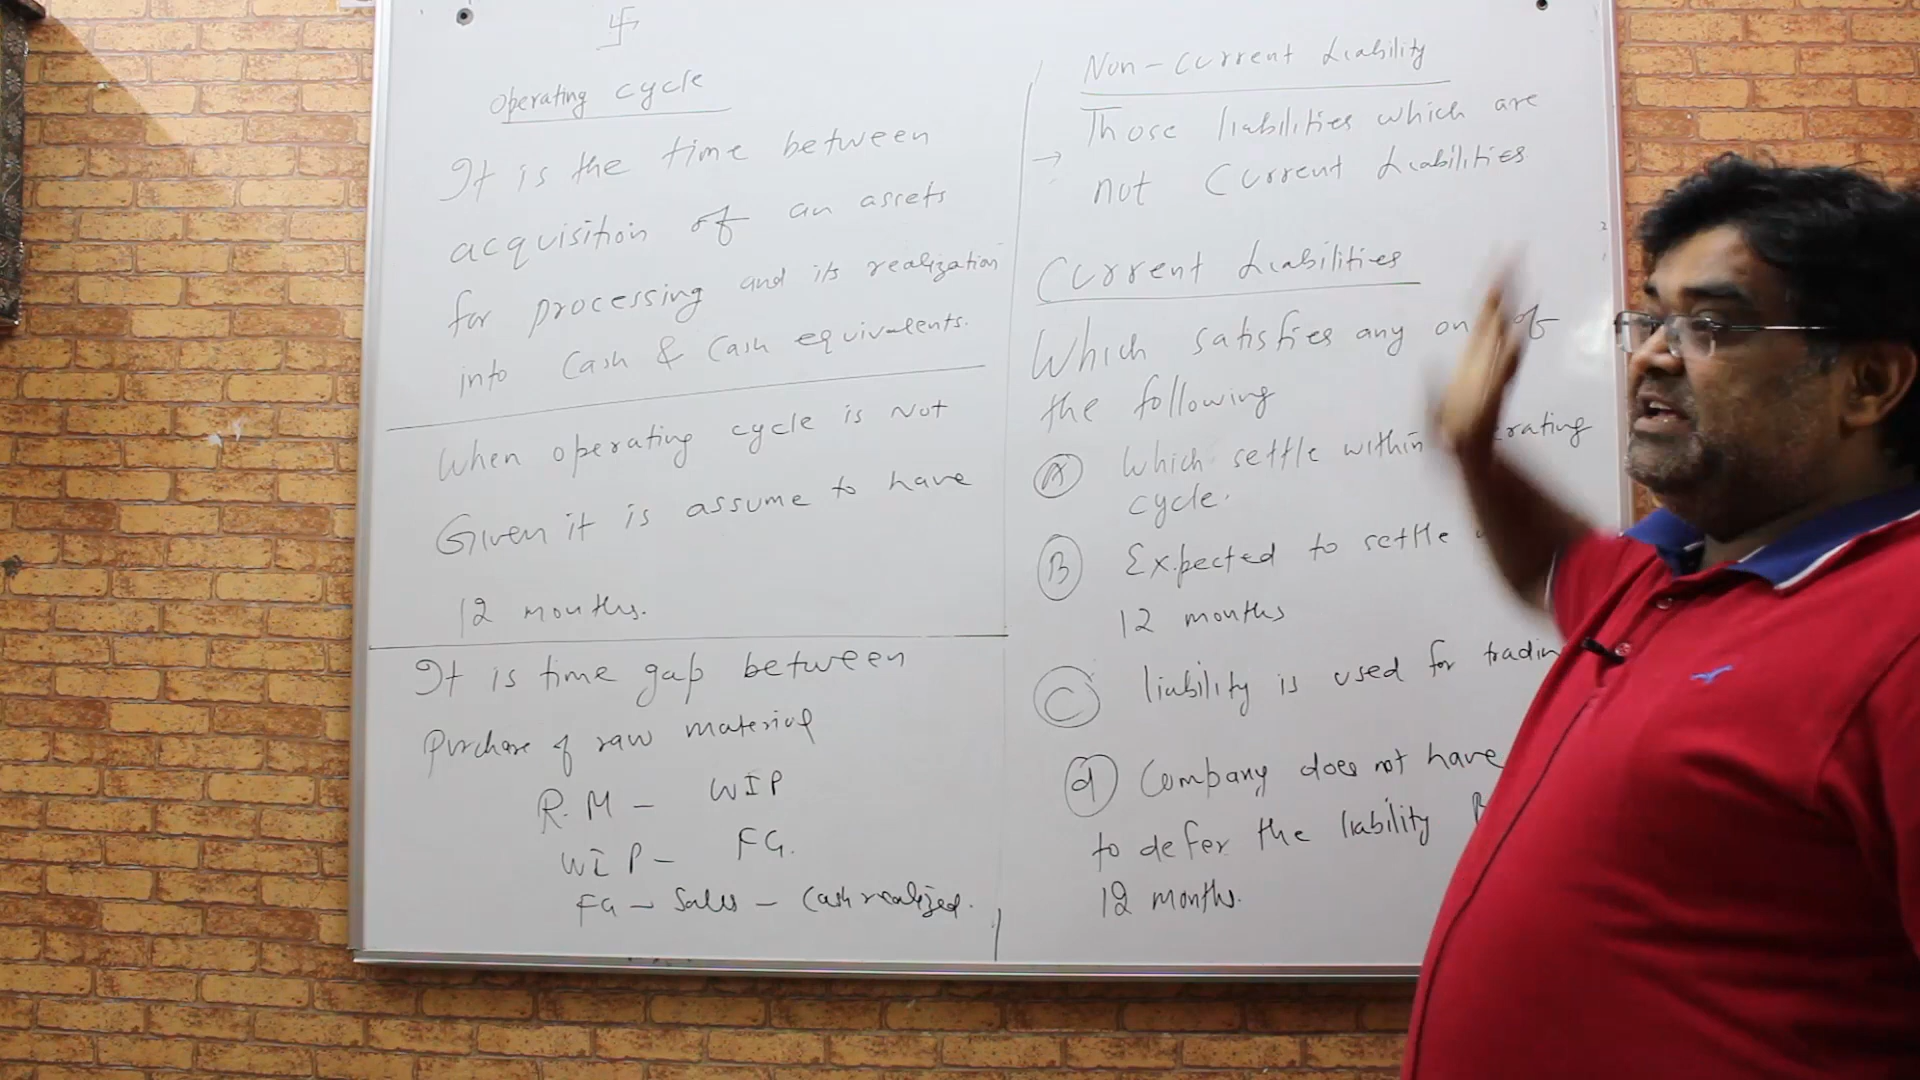 Operating cycle
It is the time between
acquisition of an assets
for processing and its realization
into Cash & Cash equivalents.
When operating cycle is Not
Given it is assume to have
12 months.
It is time gap between
Purchase of raw material
R.M - WIP
WIP - FG.
FG - Sales - Cash realized.
Non-current Liability
Those liabilities which are
→ not Current Liabilities
Current Liabilities
Which satisfies any of
the following
(A) Which settle within
cycle.
(B) Expected to settle
12 months
(C) liability is used for
(d) Company does not have
to defer the liability
12 months.